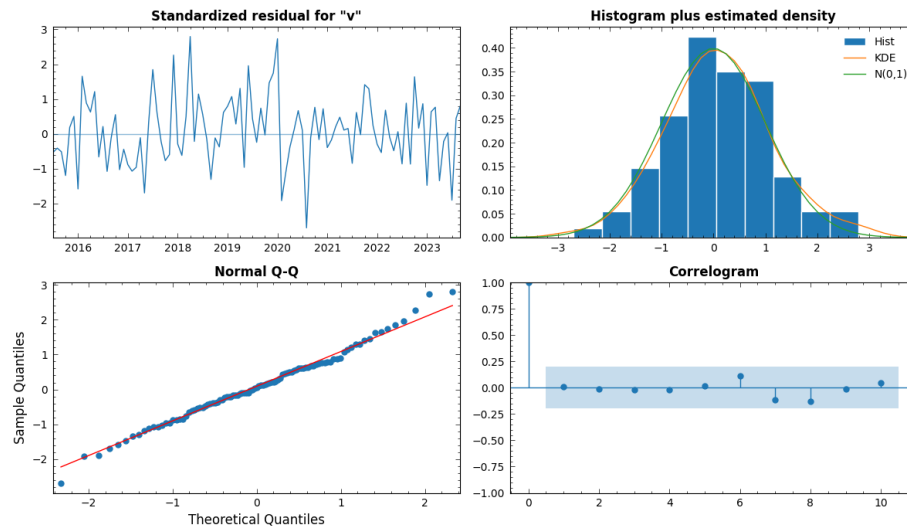 Standardized residual for "v"
3
2
1
0
−1
−2
2016 2017 2018 2019 2020 2021 2022 2023
Histogram plus estimated density
0.40
0.35
0.30
0.25
0.20
0.15
0.10
0.05
0.00
−3 −2 −1 0 1 2 3
Hist
KDE
N(0,1)
Normal Q-Q
Sample Quantiles
3
2
1
0
−1
−2
−2 −1 0 1 2
Theoretical Quantiles
Correlogram
1.00
0.75
0.50
0.25
0.00
−0.25
−0.50
−0.75
−1.00
0 2 4 6 8 10